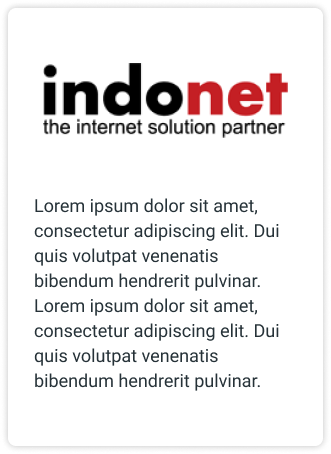 indonet
the internet solution partner
Lorem ipsum dolor sit amet,
consectetur adipiscing elit. Dui
quis volutpat venenatis
bibendum hendrerit pulvinar.
Lorem ipsum dolor sit amet,
consectetur adipiscing elit. Dui
quis volutpat venenatis
bibendum hendrerit pulvinar.